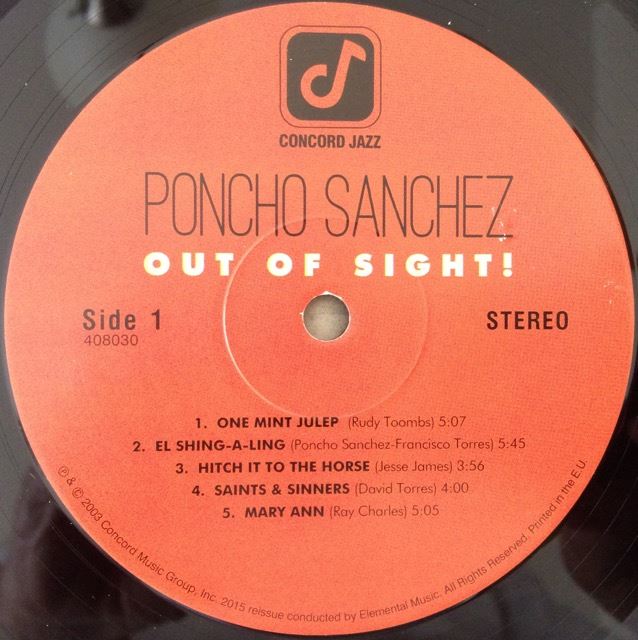 CONCORD JAZZ
PONCHO SANCHEZ
OUT OF SIGHT!
Side 1
408030
STEREO
1. ONE MINT JULEP (Rudy Toombs) 5:07
2. EL SHING-A-LING (Poncho Sanchez-Francisco Torres) 5:45
3. HITCH IT TO THE HORSE (Jesse James) 3:56
4. SAINTS & SINNERS (David Torres) 4:00
5. MARY ANN (Ray Charles) 5:05
℗ & © 2003 Concord Music Group, Inc. 2015 reissue conducted by Elemental Music. All Rights Reserved. Printed in the E.U.